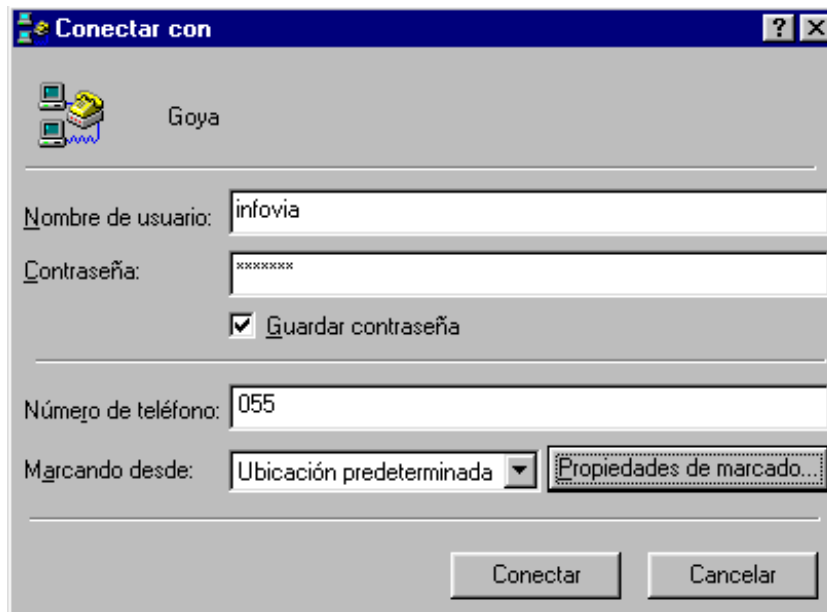 Conectar con
Goya
Nombre de usuario: infovia
Contraseña: *******
Guardar contraseña
Número de teléfono: 055
Marcando desde: Ubicación predeterminada Propiedades de marcado...
Conectar Cancelar